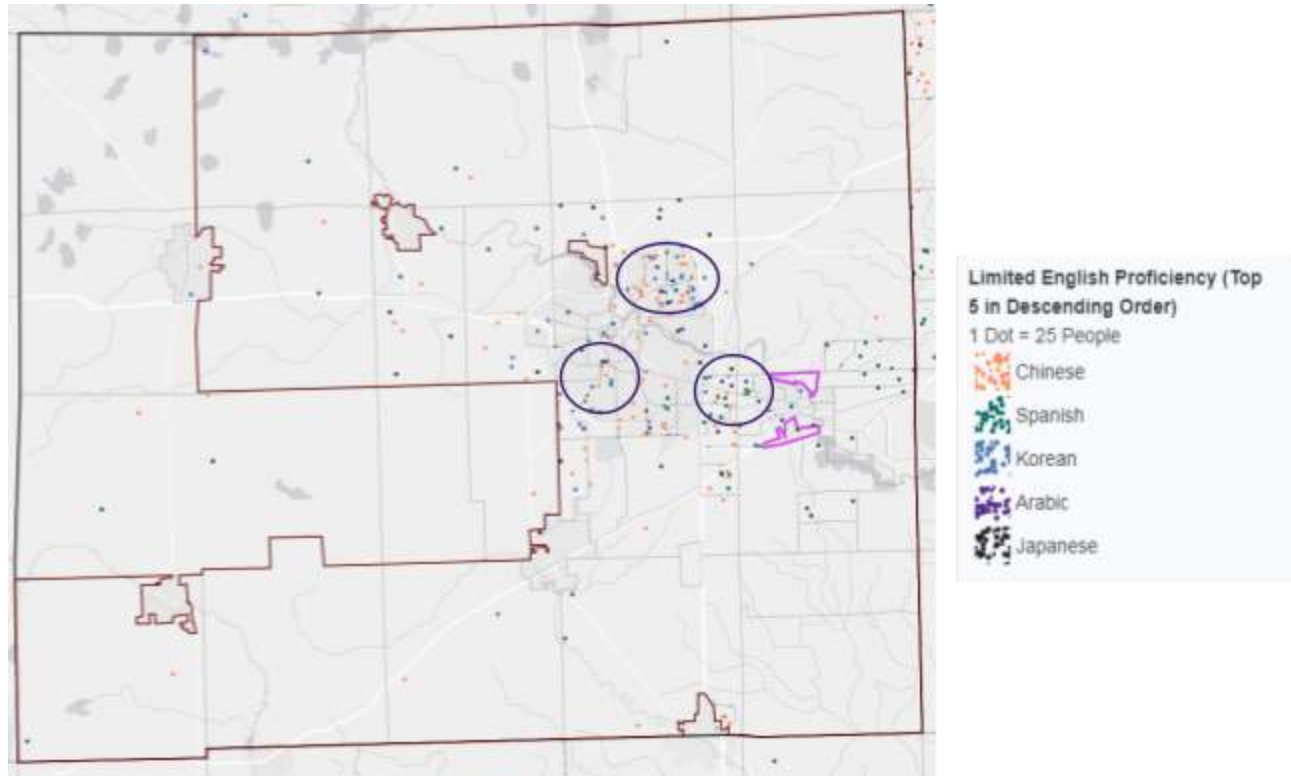 Limited English Proficiency (Top
5 in Descending Order)
1 Dot = 25 People
Chinese
Spanish
Korean
Arabic
Japanese